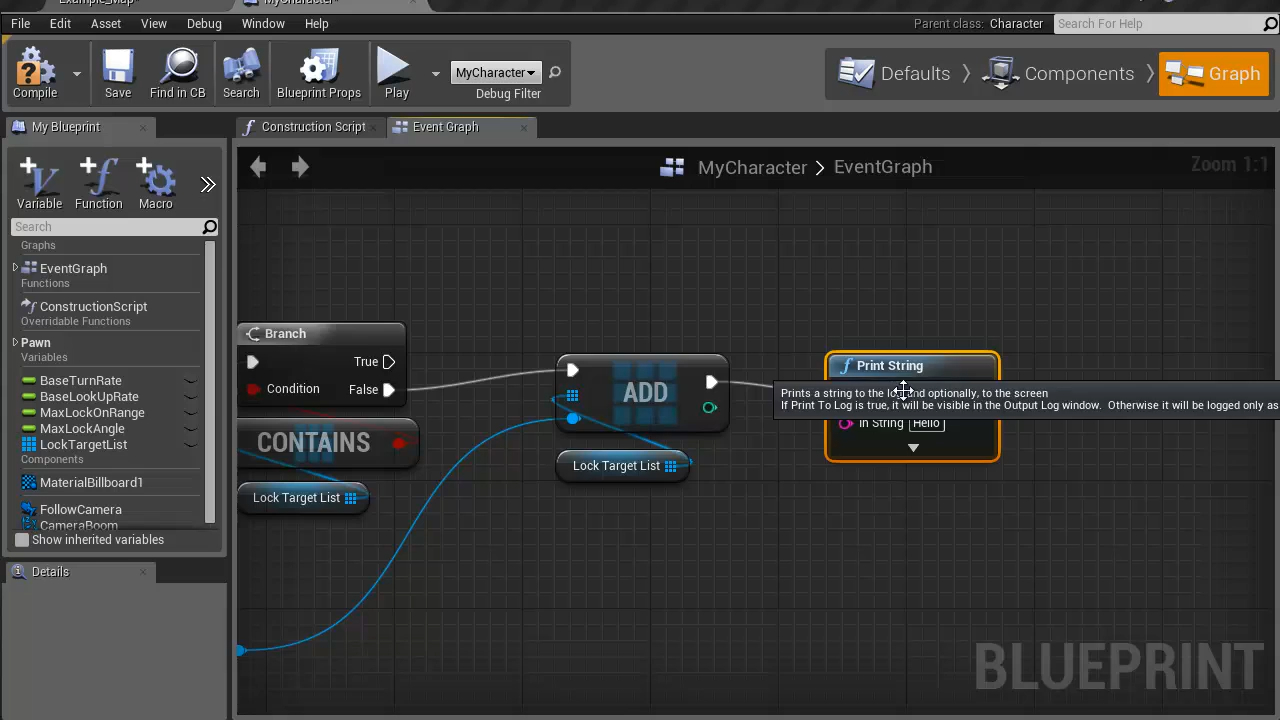 Example_Map
MyCharacter
File Edit Asset View Debug Window Help
Parent class: Character
Search For Help
Compile
Save
Find in CB
Search
Blueprint Props
Play
MyCharacter
Debug Filter
Defaults
Components
Graph
My Blueprint
Construction Script
Event Graph
Variable
Function
Macro
MyCharacter > EventGraph
Zoom 1:1
Search
Graphs
EventGraph
Functions
ConstructionScript
Overridable Functions
Pawn
Variables
BaseTurnRate
BaseLookUpRate
MaxLockOnRange
MaxLockAngle
LockTargetList
Components
MaterialBillboard1
FollowCamera
CameraBoom
Show inherited variables
Details
Branch
True
Condition
False
CONTAINS
Lock Target List
ADD
Lock Target List
Print String
Prints a string to the log, and optionally, to the screen
If Print To Log is true, it will be visible in the Output Log window. Otherwise it will be logged only as
In String Hello
BLUEPRINT